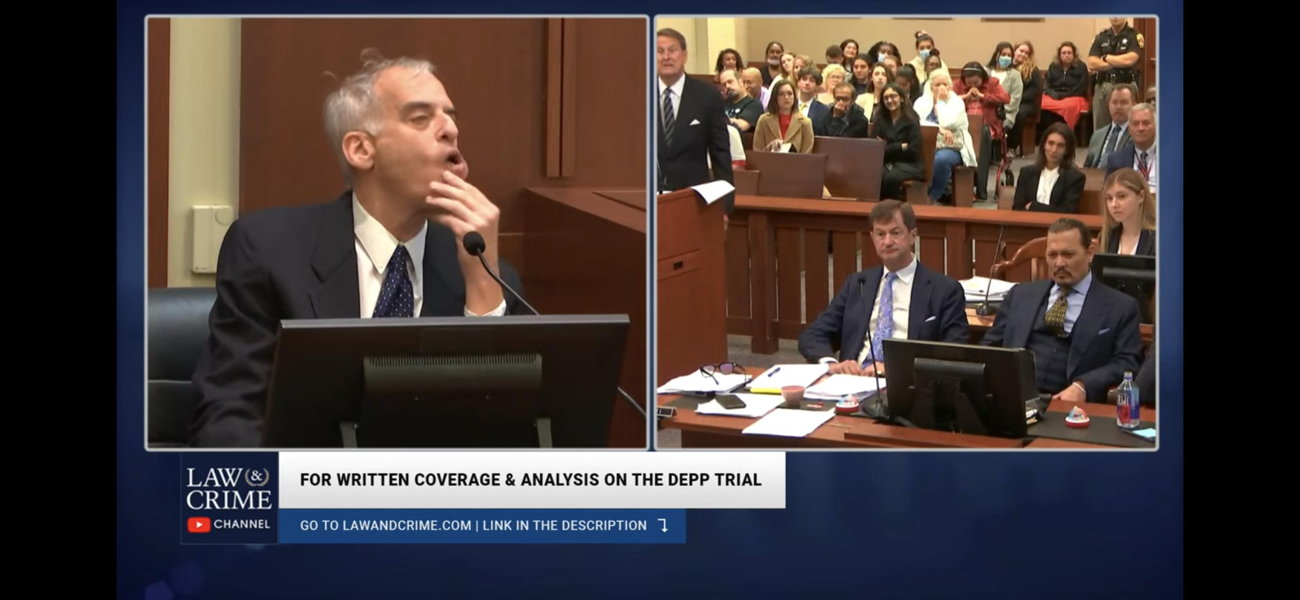 LAW &
CRIME
CHANNEL
FOR WRITTEN COVERAGE & ANALYSIS ON THE DEPP TRIAL
GO TO LAWANDCRIME.COM | LINK IN THE DESCRIPTION